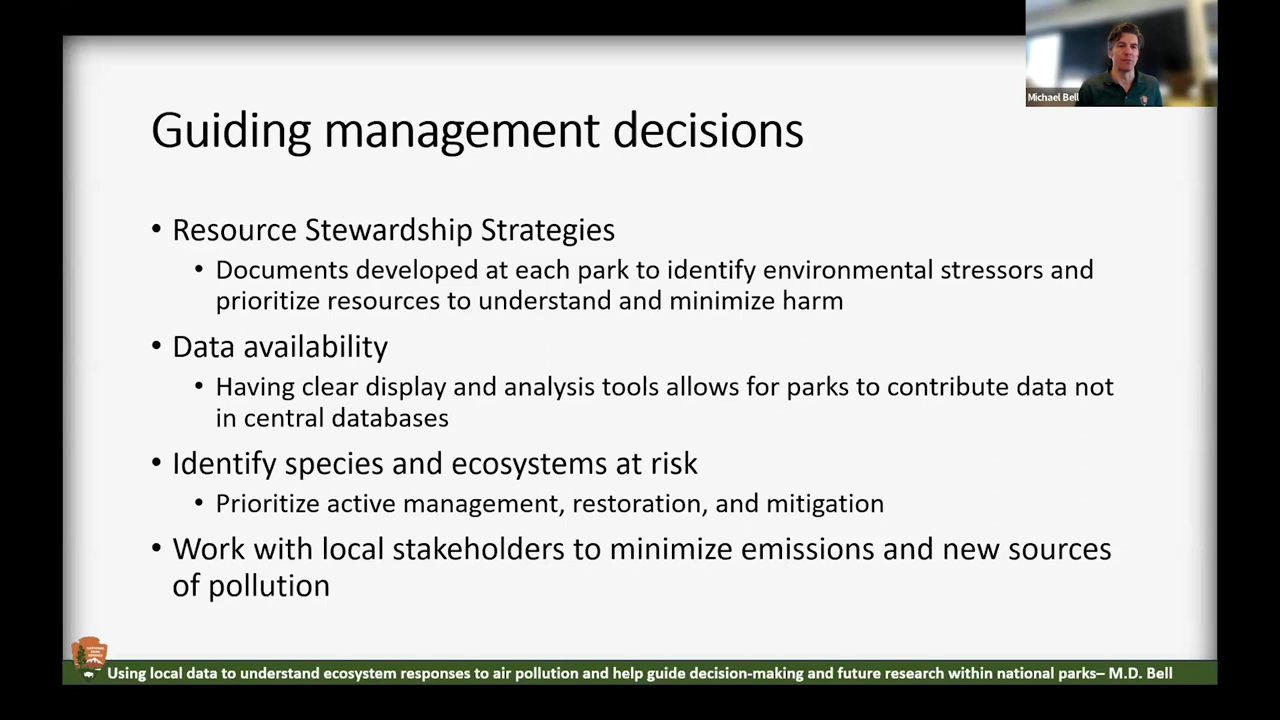 Michael Bell
Guiding management decisions
• Resource Stewardship Strategies
• Documents developed at each park to identify environmental stressors and
prioritize resources to understand and minimize harm
• Data availability
• Having clear display and analysis tools allows for parks to contribute data not
in central databases
• Identify species and ecosystems at risk
• Prioritize active management, restoration, and mitigation
• Work with local stakeholders to minimize emissions and new sources
of pollution
NATIONAL
PARK
SERVICE
Using local data to understand ecosystem responses to air pollution and help guide decision-making and future research within national parks– M.D. Bell